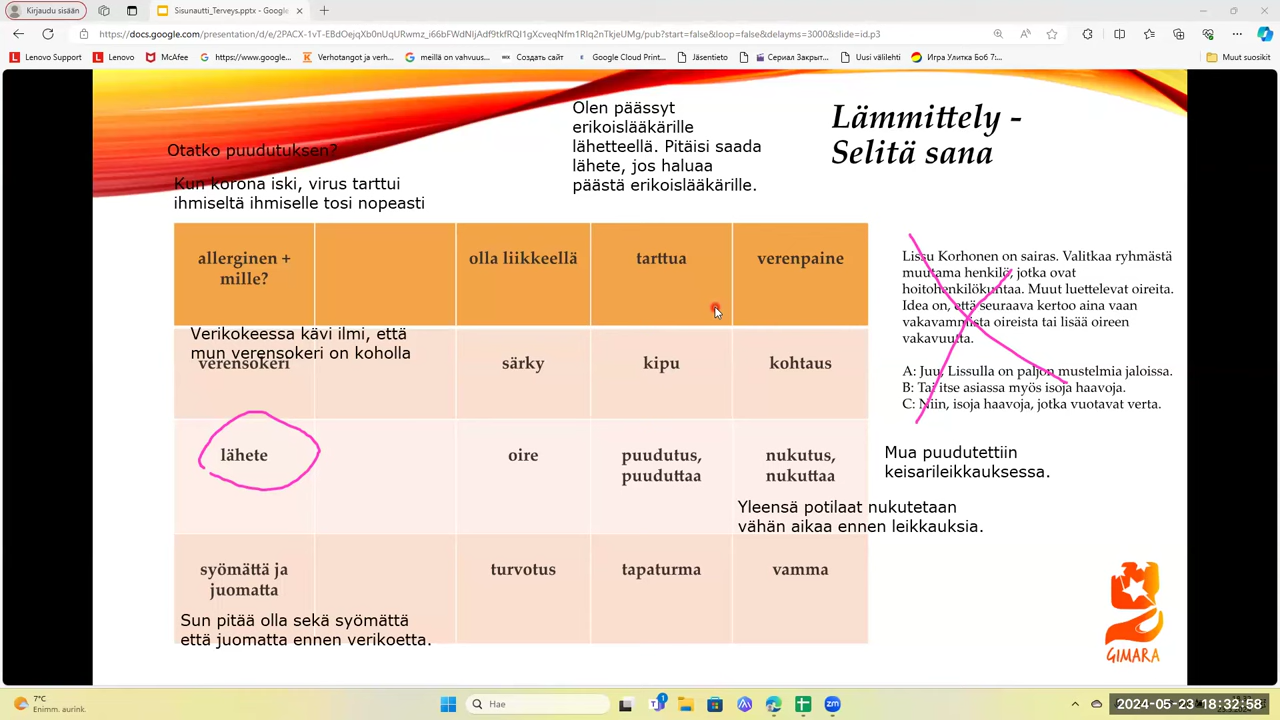 Kirjaudu sisään
Sisunautti_Terveys.pptx - Google
https://docs.google.com/presentation/d/e/2PACX-1vT-EBdOejqXb0nUqURwmz_i66bFWdNIjAdf9tkfRQJ1gXcveqNfm1RIq2nTkjeUMg/pub?start=false&loop=false&delayms=3000&slide=id.p3
Lenovo Support
Lenovo
McAfee
https://www.google...
Verhotangot ja verh...
meillä on vahvuus...
Создать сайт
Google Cloud Print...
Jäsentieto
Сериал Закрыт...
Uusi välilehti
Игра Улитка Боб 7:...
Muut suosikit
Lämmittely -
Selitä sana
Olen päässyt
erikoislääkärille
lähetteellä. Pitäisi saada
lähete, jos haluaa
päästä erikoislääkärille.
Otatko puudutuksen?
Kun korona iski, virus tarttui
ihmiseltä ihmiselle tosi nopeasti
allerginen +
mille?
olla liikkeellä
tarttua
verenpaine
Verikokeessa kävi ilmi, että
mun verensokeri on koholla
verensokeri
särky
kipu
kohtaus
lähete
oire
puudutus,
puuduttaa
nukutus,
nukuttaa
Yleensä potilaat nukutetaan
vähän aikaa ennen leikkauksia.
syömättä ja
juomatta
turvotus
tapaturma
vamma
Sun pitää olla sekä syömättä
että juomatta ennen verikoetta.
Lissu Korhonen on sairas. Valitkaa ryhmästä
muutama henkilö, jotka ovat
hoitohenkilökuntaa. Muut luettelevat oireita.
Idea on, että seuraava kertoo aina vaan
vakavammista oireista tai lisää oireen
vakavuutta.
A: Juu, Lissulla on paljon mustelmia jaloissa.
B: Tai itse asiassa myös isoja haavoja.
C: Niin, isoja haavoja, jotka vuotavat verta.
Mua puudutettiin
keisarileikkauksessa.
GIMARA
7°C
Enimm. aurink.
Hae
2024-05-23 18:32:58